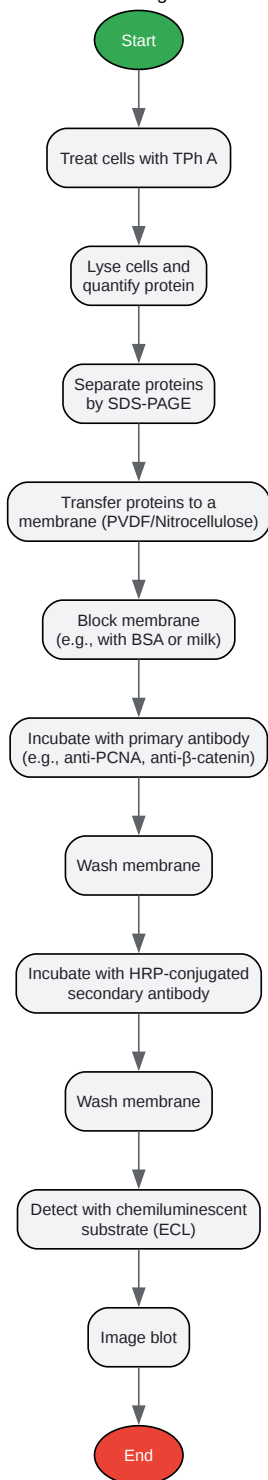 Start
Treat cells with TPh A
Lyse cells and
quantify protein
Separate proteins
by SDS-PAGE
Transfer proteins to a
membrane (PVDF/Nitrocellulose)
Block membrane
(e.g., with BSA or milk)
Incubate with primary antibody
(e.g., anti-PCNA, anti-β-catenin)
Wash membrane
Incubate with HRP-conjugated
secondary antibody
Wash membrane
Detect with chemiluminescent
substrate (ECL)
Image blot
End